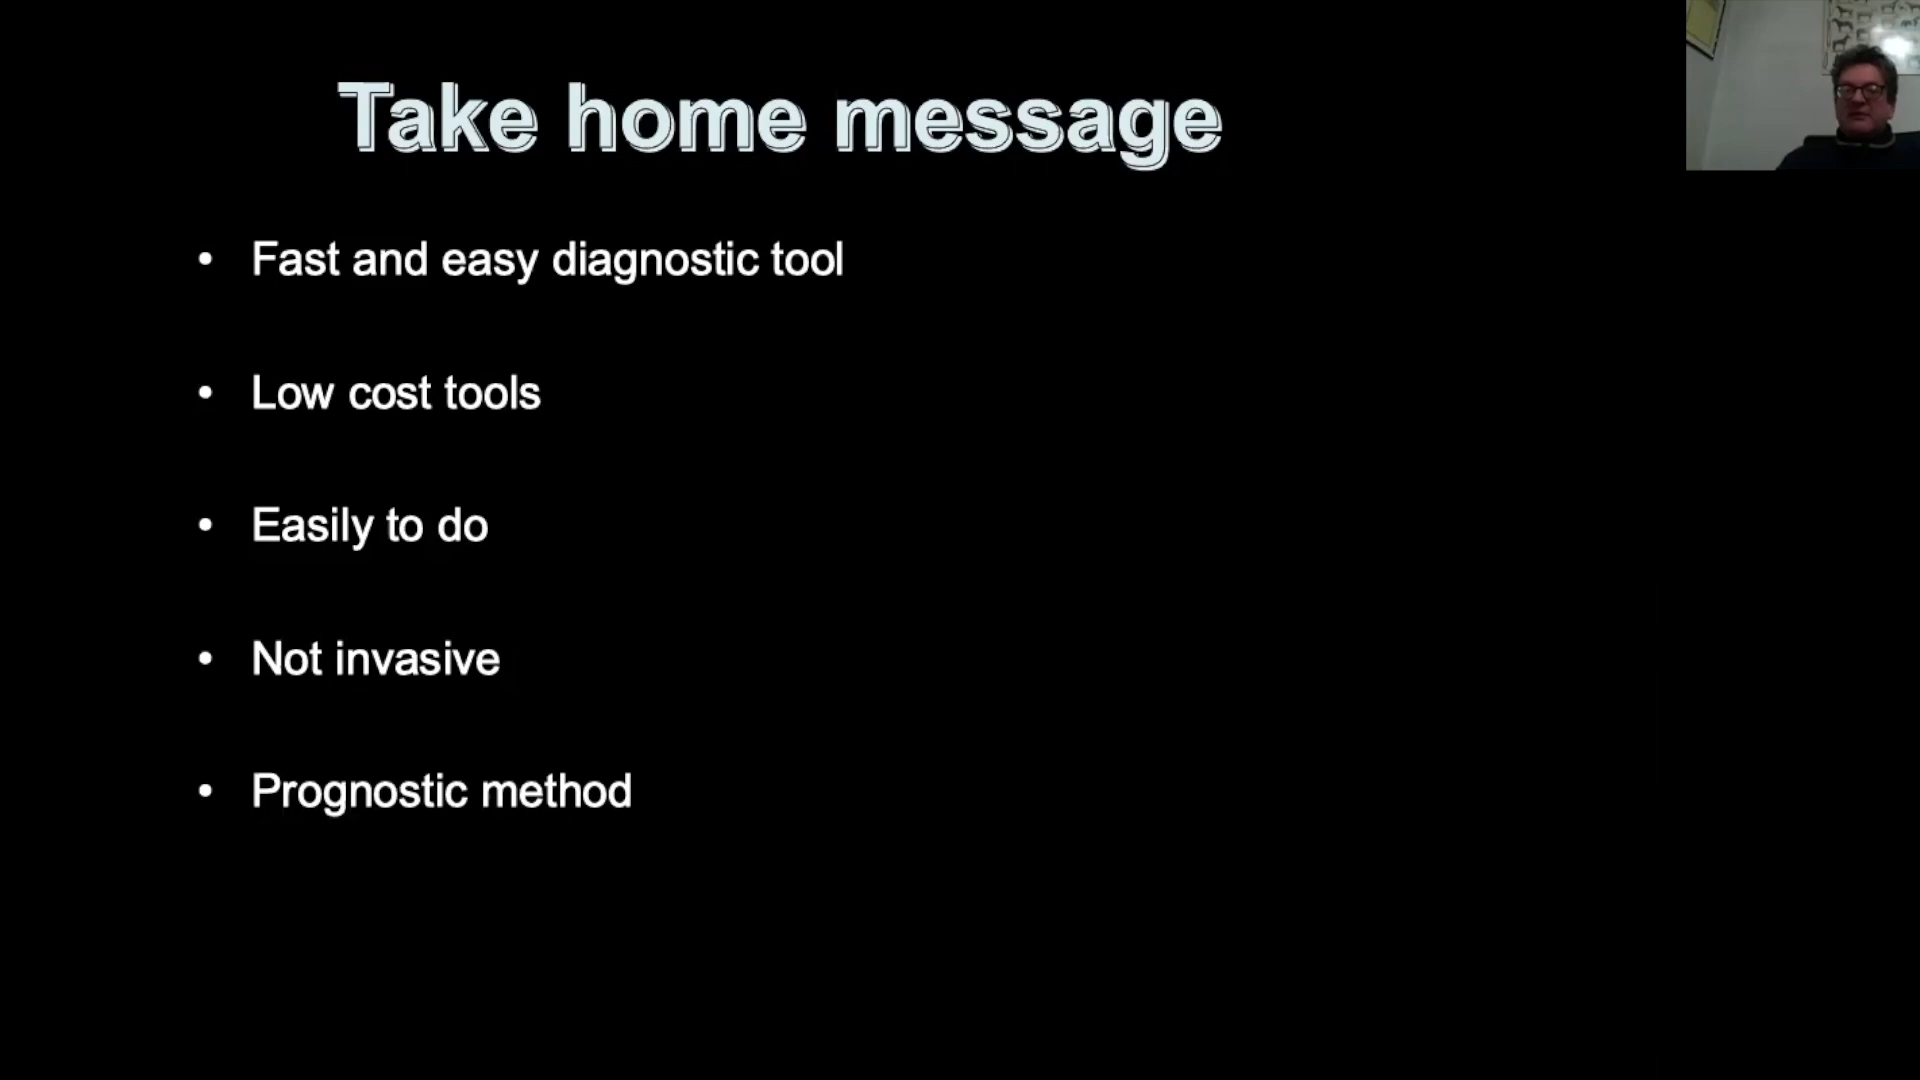 Take home message
• Fast and easy diagnostic tool
• Low cost tools
• Easily to do
• Not invasive
• Prognostic method